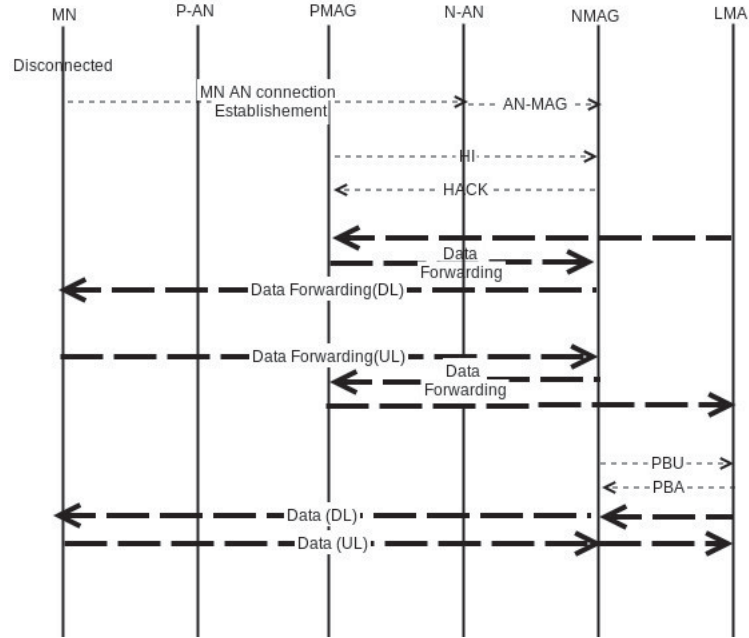 MN P-AN PMAG N-AN NMAG LMA
Disconnected
MN AN connection
Establishement
AN-MAG
HI
HACK
Data
Forwarding
Data Forwarding(DL)
Data Forwarding(UL)
Data
Forwarding
PBU
PBA
Data (DL)
Data (UL)